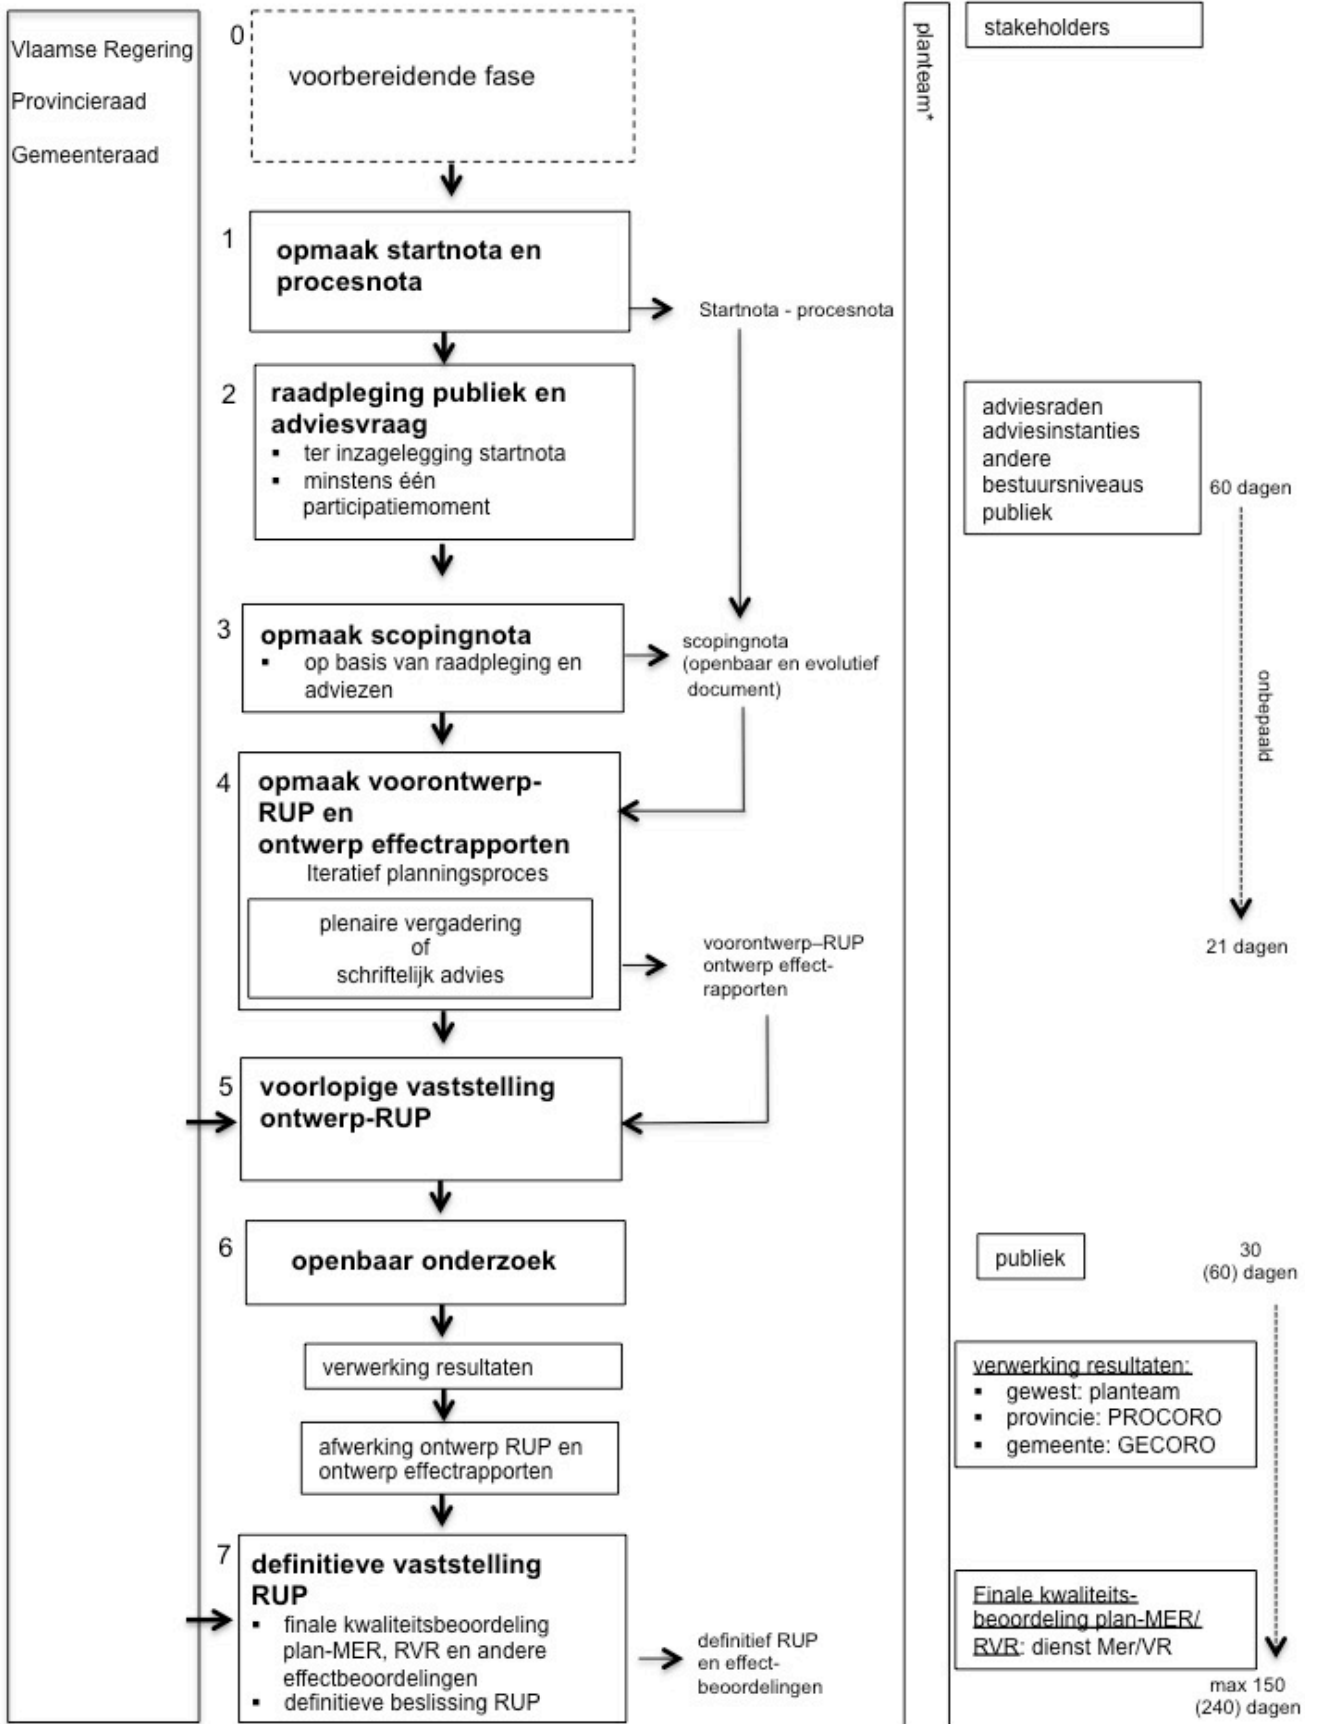 Vlaamse Regering
Provincieraad
Gemeenteraad
0
voorbereidende fase
planteam*
stakeholders
1
opmaak startnota en
procesnota
Startnota - procesnota
2
raadpleging publiek en
adviesvraag
▪ ter inzagelegging startnota
▪ minstens één
participatiemoment
adviesraden
adviesinstanties
andere
bestuursniveaus
publiek
60 dagen
onbepaald
3
opmaak scopingnota
▪ op basis van raadpleging en
adviezen
scopingnota
(openbaar en evolutief
document)
4
opmaak voorontwerp-
RUP en
ontwerp effectrapporten
Iteratief planningsproces
plenaire vergadering
of
schriftelijk advies
voorontwerp–RUP
ontwerp effect-
rapporten
21 dagen
5
voorlopige vaststelling
ontwerp-RUP
6
openbaar onderzoek
publiek
30
(60) dagen
verwerking resultaten
verwerking resultaten:
▪ gewest: planteam
▪ provincie: PROCORO
▪ gemeente: GECORO
afwerking ontwerp RUP en
ontwerp effectrapporten
7
definitieve vaststelling
RUP
▪ finale kwaliteitsbeoordeling
plan-MER, RVR en andere
effectbeoordelingen
▪ definitieve beslissing RUP
definitief RUP
en effect-
beoordelingen
Finale kwaliteits-
beoordeling plan-MER/
RVR: dienst Mer/VR
max 150
(240) dagen